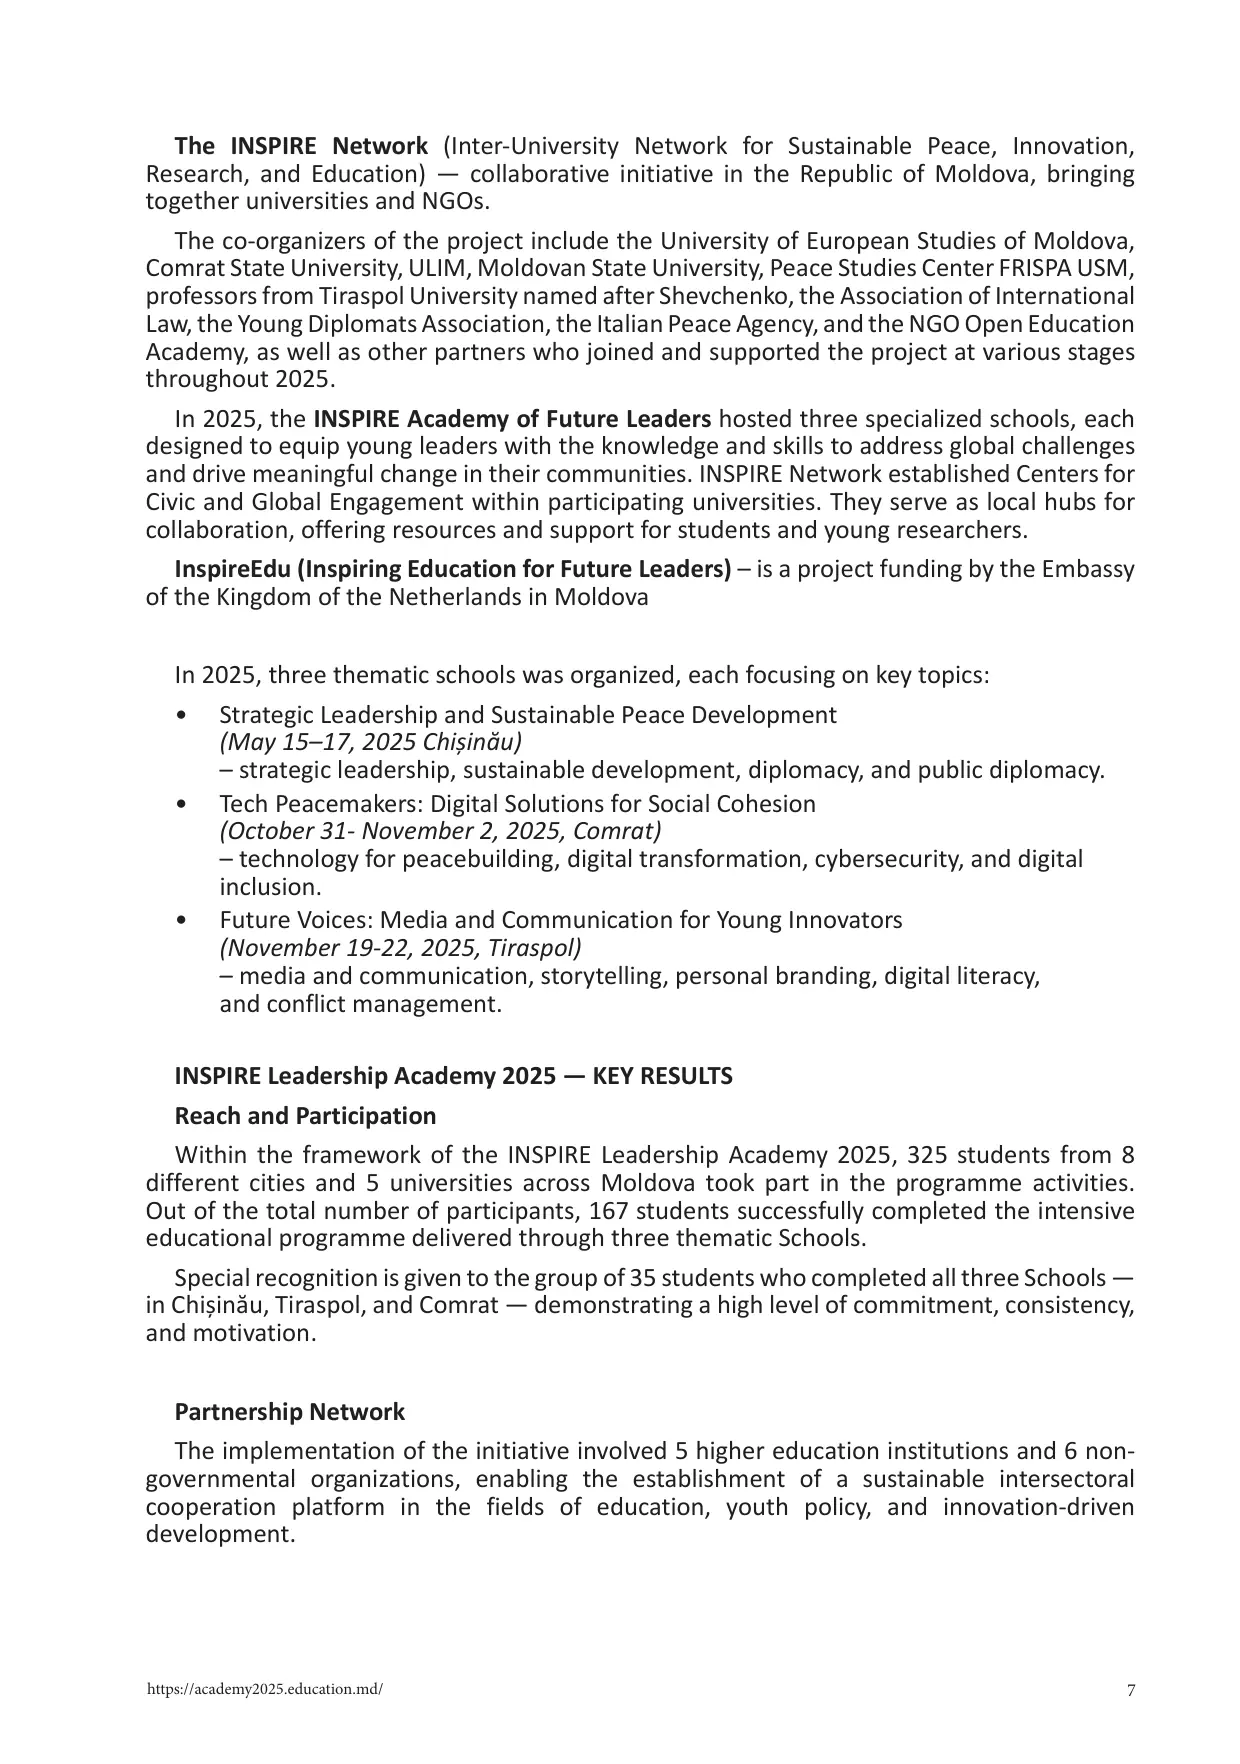 The INSPIRE Network (Inter-University Network for Sustainable Peace, Innovation,
Research, and Education) — collaborative initiative in the Republic of Moldova, bringing
together universities and NGOs.
The co-organizers of the project include the University of European Studies of Moldova,
Comrat State University, ULIM, Moldovan State University, Peace Studies Center FRISPA USM,
professors from Tiraspol University named after Shevchenko, the Association of International
Law, the Young Diplomats Association, the Italian Peace Agency, and the NGO Open Education
Academy, as well as other partners who joined and supported the project at various stages
throughout 2025.
In 2025, the INSPIRE Academy of Future Leaders hosted three specialized schools, each
designed to equip young leaders with the knowledge and skills to address global challenges
and drive meaningful change in their communities. INSPIRE Network established Centers for
Civic and Global Engagement within participating universities. They serve as local hubs for
collaboration, offering resources and support for students and young researchers.
InspireEdu (Inspiring Education for Future Leaders) – is a project funding by the Embassy
of the Kingdom of the Netherlands in Moldova
In 2025, three thematic schools was organized, each focusing on key topics:
• Strategic Leadership and Sustainable Peace Development
(May 15–17, 2025 Chișinău)
– strategic leadership, sustainable development, diplomacy, and public diplomacy.
• Tech Peacemakers: Digital Solutions for Social Cohesion
(October 31- November 2, 2025, Comrat)
– technology for peacebuilding, digital transformation, cybersecurity, and digital
inclusion.
• Future Voices: Media and Communication for Young Innovators
(November 19-22, 2025, Tiraspol)
– media and communication, storytelling, personal branding, digital literacy,
and conflict management.
INSPIRE Leadership Academy 2025 — KEY RESULTS
Reach and Participation
Within the framework of the INSPIRE Leadership Academy 2025, 325 students from 8
different cities and 5 universities across Moldova took part in the programme activities.
Out of the total number of participants, 167 students successfully completed the intensive
educational programme delivered through three thematic Schools.
Special recognition is given to the group of 35 students who completed all three Schools —
in Chișinău, Tiraspol, and Comrat — demonstrating a high level of commitment, consistency,
and motivation.
Partnership Network
The implementation of the initiative involved 5 higher education institutions and 6 non-
governmental organizations, enabling the establishment of a sustainable intersectoral
cooperation platform in the fields of education, youth policy, and innovation-driven
development.
https://academy2025.education.md/ 7